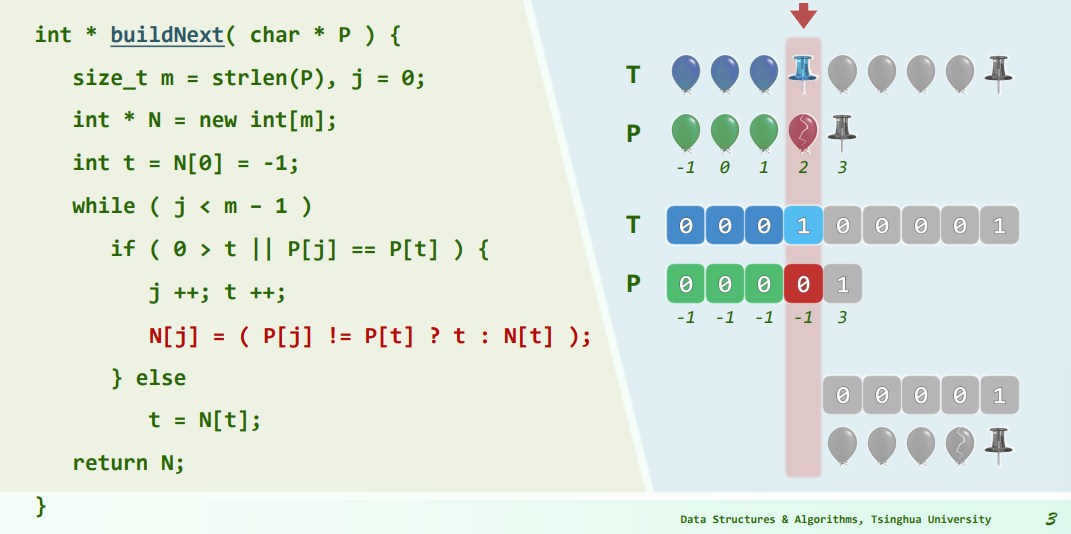 int * buildNext( char * P ) {
size_t m = strlen(P), j = 0;
int * N = new int[m];
int t = N[0] = -1;
while ( j < m – 1 )
if ( 0 > t || P[j] == P[t] ) {
j ++; t ++;
N[j] = ( P[j] != P[t] ? t : N[t] );
} else
t = N[t];
return N;
}
T
P
-1 0 1 2 3
T 0 0 0 1 0 0 0 0 1
P 0 0 0 0 1
-1 -1 -1 -1 3
0 0 0 0 1
Data Structures & Algorithms, Tsinghua University 3